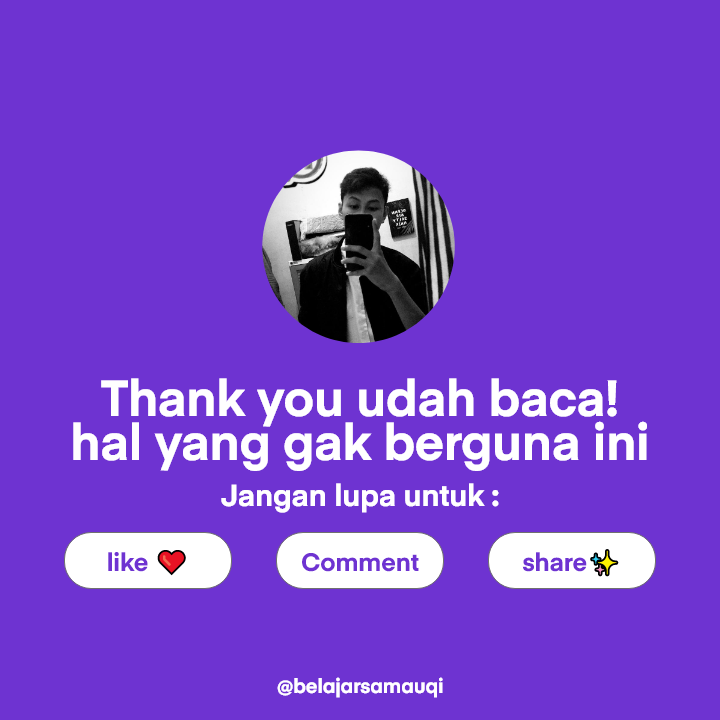 Thank you udah baca!
hal yang gak berguna ini
Jangan lupa untuk :
like ❤️
Comment
share✨
@belajarsamauqi